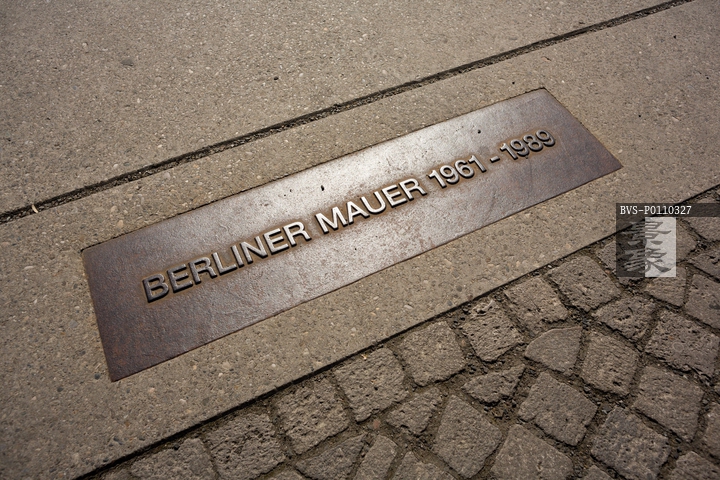 BERLINER MAUER 1961 - 1989
BVS-P0110327